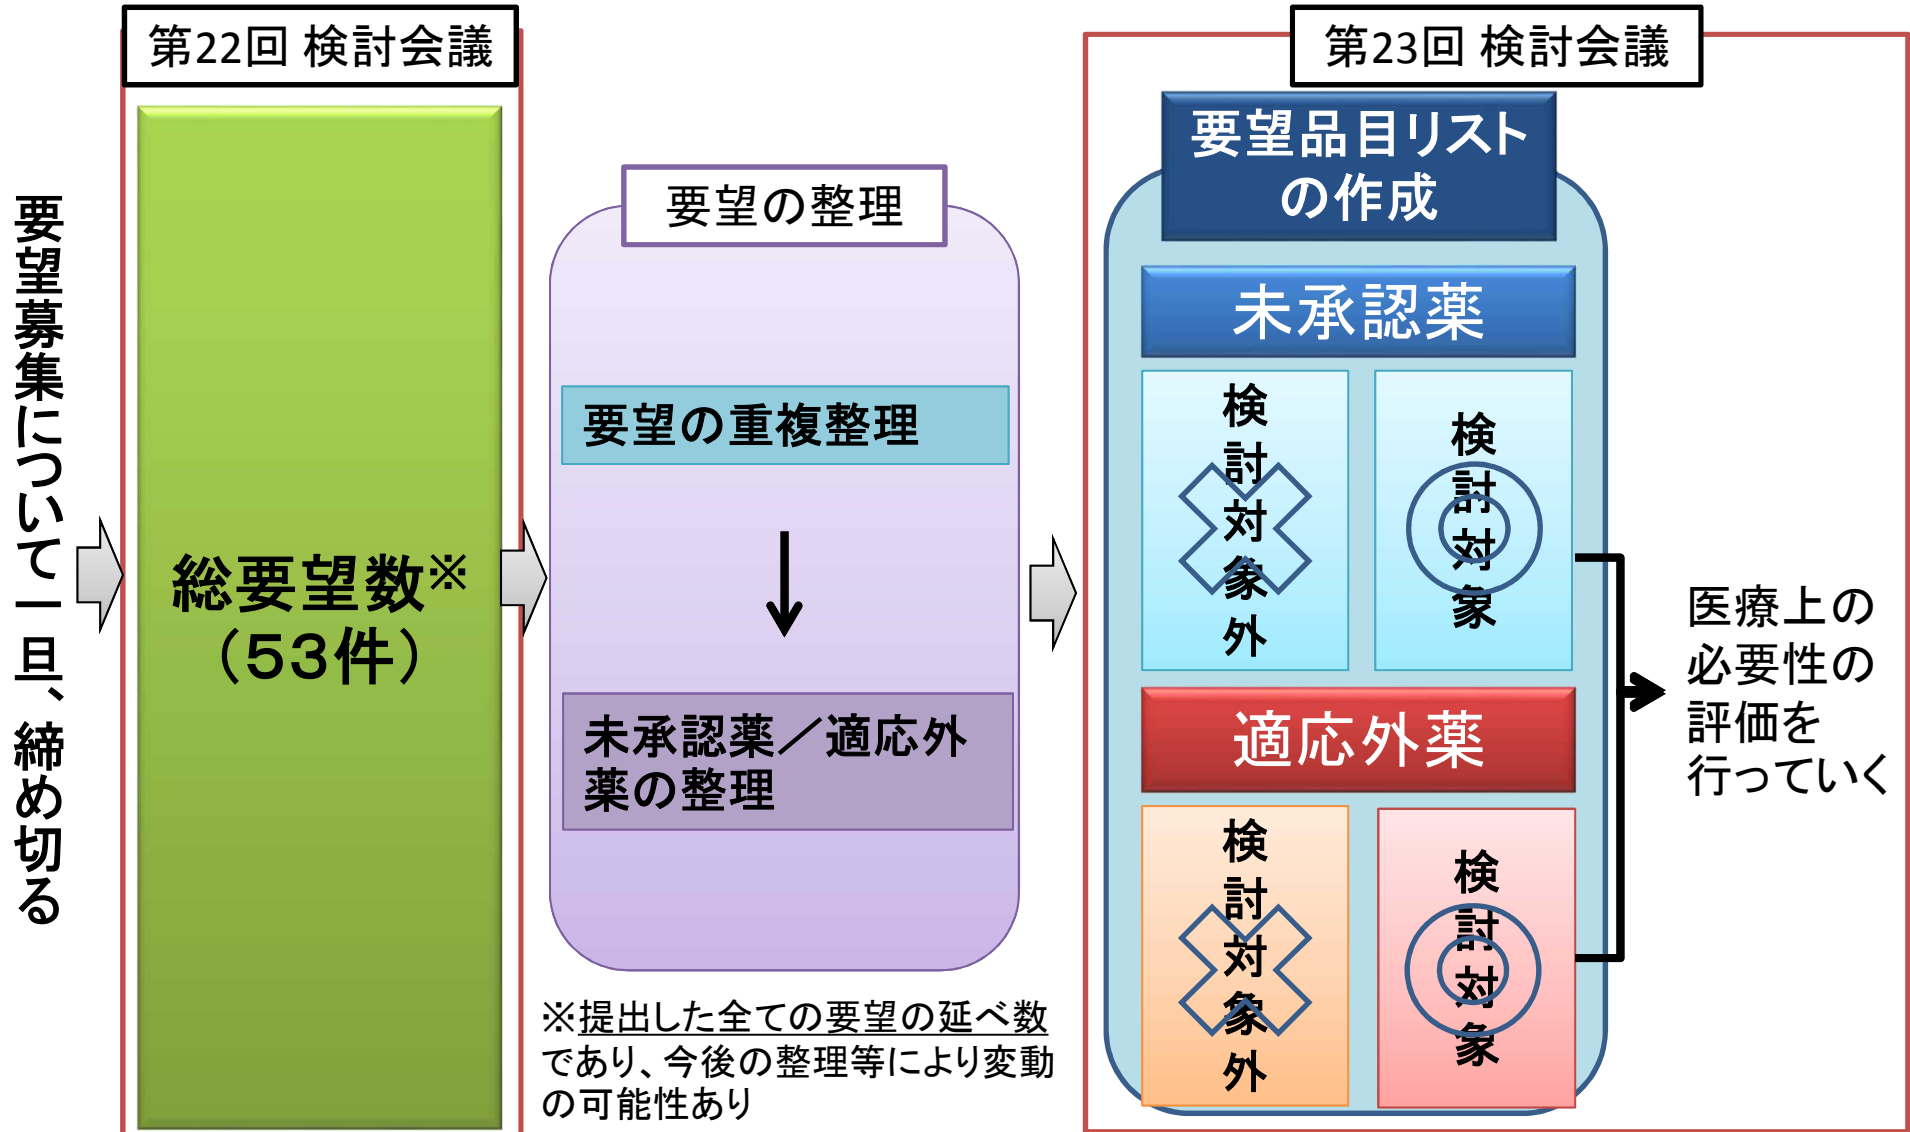 要望募集について一旦、締め切る
第22回 検討会議
総要望数※
（53件）
要望の整理
要望の重複整理
未承認薬／適応外
薬の整理
※提出した全ての要望の延べ数
であり、今後の整理等により変動
の可能性あり
第23回 検討会議
要望品目リスト
の作成
未承認薬
検討対象外
検討対象
適応外薬
検討対象外
検討対象
医療上の
必要性の
評価を
行っていく